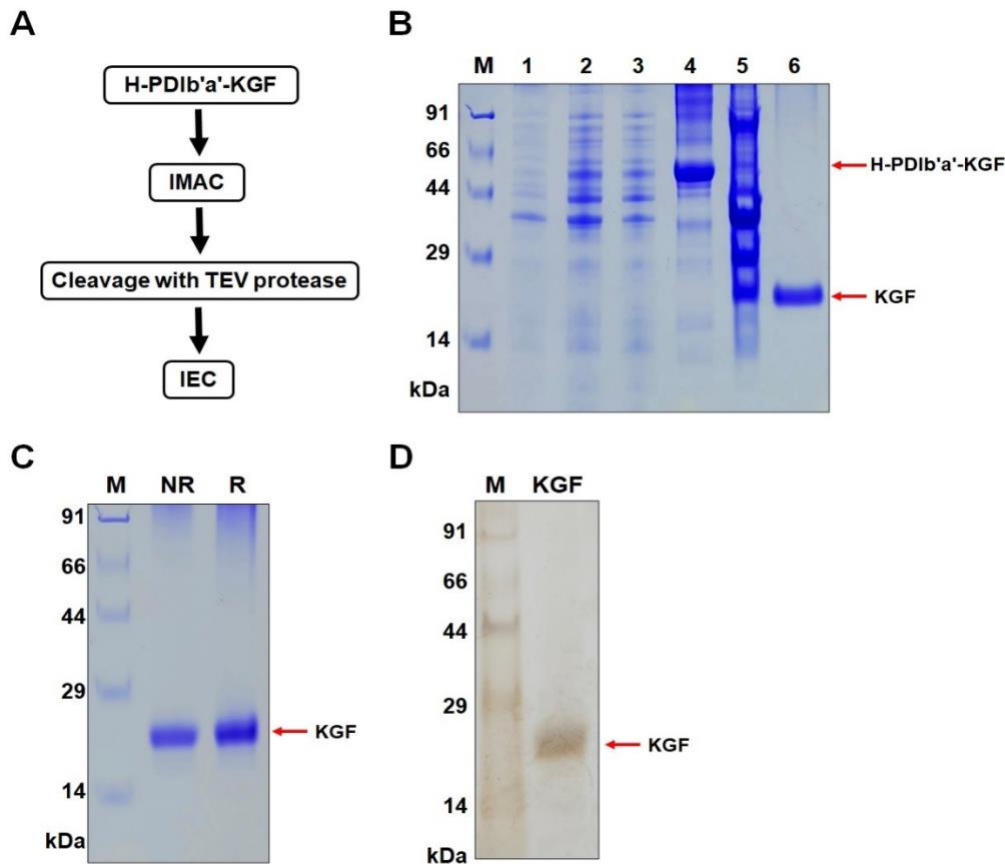 A
H-PDIb'a'-KGF
IMAC
Cleavage with TEV protease
IEC
B
M 1 2 3 4 5 6
91
66
44
29
14
kDa
H-PDIb'a'-KGF
KGF
C
M NR R
91
66
44
29
14
kDa
KGF
D
M KGF
91
66
44
29
14
kDa
KGF